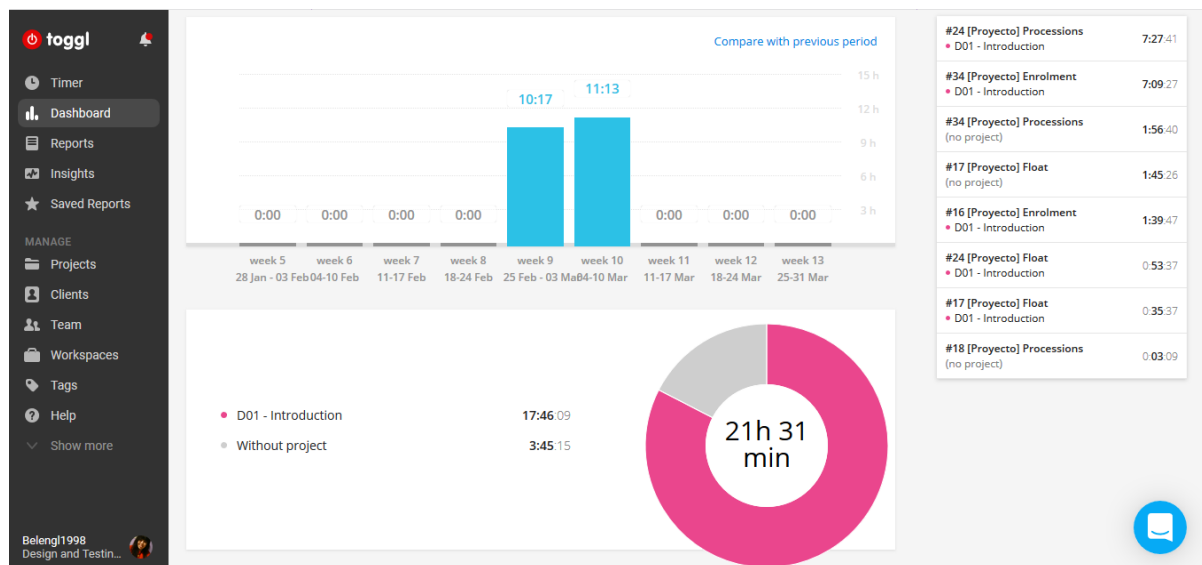 toggl
Timer
Dashboard
Reports
Insights
Saved Reports
MANAGE
Projects
Clients
Team
Workspaces
Tags
Help
Show more
Belengl1998
Design and Testin...
Compare with previous period
15 h
12 h
9 h
6 h
3 h
0:00 0:00 0:00 0:00 10:17 11:13 0:00 0:00 0:00
week 5 week 6 week 7 week 8 week 9 week 10 week 11 week 12 week 13
28 Jan - 03 Feb 04-10 Feb 11-17 Feb 18-24 Feb 25 Feb - 03 Mar 04-10 Mar 11-17 Mar 18-24 Mar 25-31 Mar
D01 - Introduction 17:46:09
Without project 3:45:15
21h 31
min
#24 [Proyecto] Processions 7:27:41
D01 - Introduction
#34 [Proyecto] Enrolment 7:09:27
D01 - Introduction
#34 [Proyecto] Processions 1:56:40
(no project)
#17 [Proyecto] Float 1:45:26
(no project)
#16 [Proyecto] Enrolment 1:39:47
D01 - Introduction
#24 [Proyecto] Float 0:53:37
D01 - Introduction
#17 [Proyecto] Float 0:35:37
D01 - Introduction
#18 [Proyecto] Processions 0:03:09
(no project)